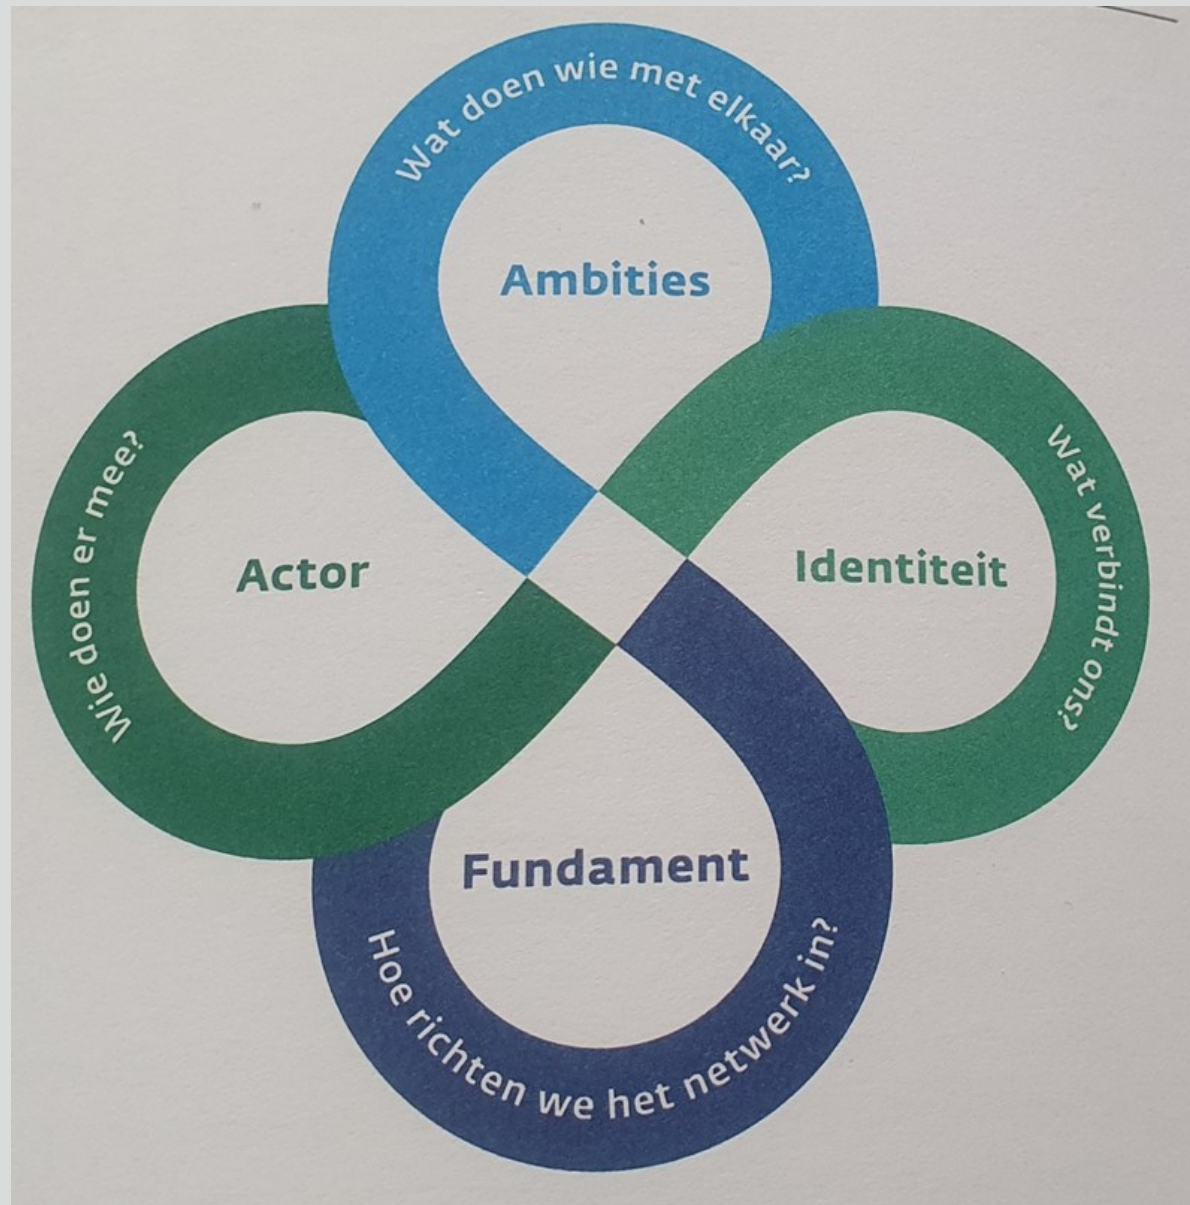 Wat doen wie met elkaar?
Ambities
Wie doen er mee?
Actor
Identiteit
Wat verbindt ons?
Fundament
Hoe richten we het netwerk in?